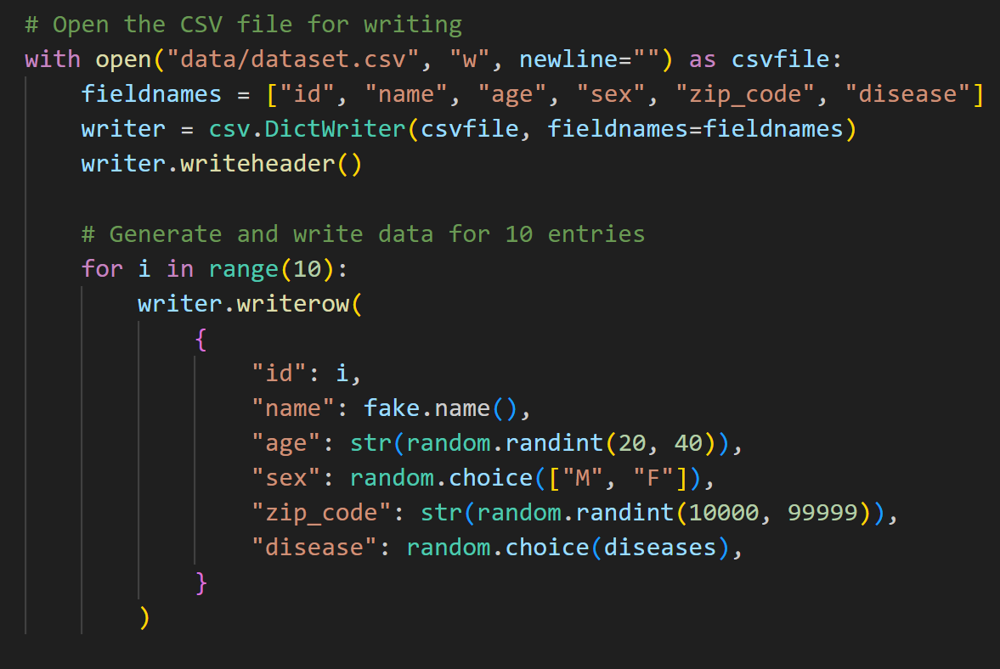 # Open the CSV file for writing
with open("data/dataset.csv", "w", newline="") as csvfile:
    fieldnames = ["id", "name", "age", "sex", "zip_code", "disease"]
    writer = csv.DictWriter(csvfile, fieldnames=fieldnames)
    writer.writeheader()

    # Generate and write data for 10 entries
    for i in range(10):
        writer.writerow(
            {
                "id": i,
                "name": fake.name(),
                "age": str(random.randint(20, 40)),
                "sex": random.choice(["M", "F"]),
                "zip_code": str(random.randint(10000, 99999)),
                "disease": random.choice(diseases),
            }
        )